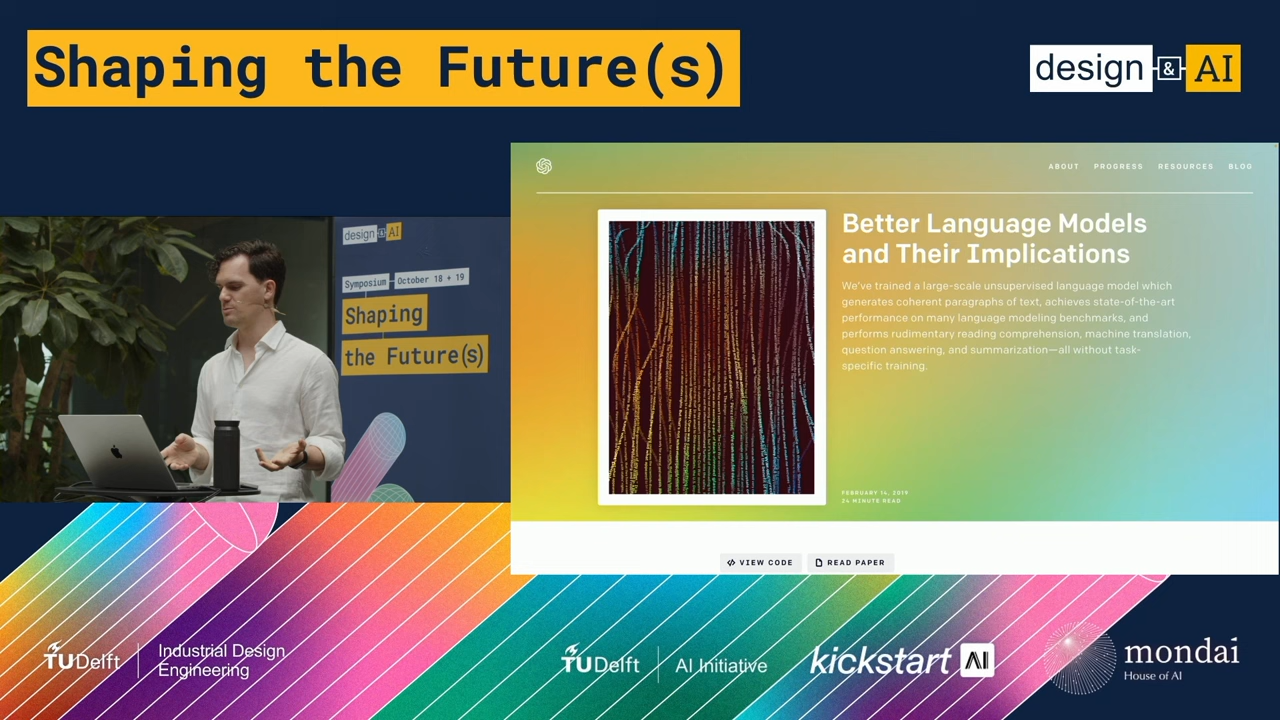 Shaping the Future(s)
design & AI
design & AI
Symposium October 18 + 19
Shaping
the Future(s)
ABOUT PROGRESS RESOURCES BLOG
Better Language Models
and Their Implications
We've trained a large-scale unsupervised language model which
generates coherent paragraphs of text, achieves state-of-the-art
performance on many language modeling benchmarks, and
performs rudimentary reading comprehension, machine translation,
question answering, and summarization—all without task-
specific training.
FEBRUARY 14, 2019
24 MINUTE READ
VIEW CODE READ PAPER
TUDelft
Industrial Design
Engineering
TUDelft AI Initiative
kickstart AI
mondai
House of AI